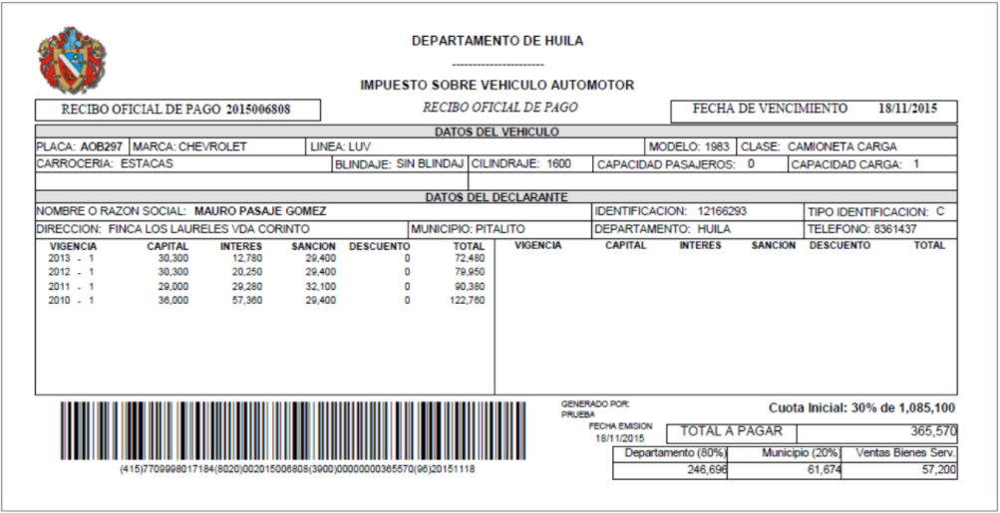 DEPARTAMENTO DE HUILA
----------------------
IMPUESTO SOBRE VEHICULO AUTOMOTOR
RECIBO OFICIAL DE PAGO 2015006808 RECIBO OFICIAL DE PAGO FECHA DE VENCIMIENTO 18/11/2015
DATOS DEL VEHICULO
PLACA: AOB297 MARCA: CHEVROLET LINEA: LUV MODELO: 1983 CLASE: CAMIONETA CARGA
CARROCERIA: ESTACAS BLINDAJE: SIN BLINDAJ CILINDRAJE: 1600 CAPACIDAD PASAJEROS: 0 CAPACIDAD CARGA: 1
DATOS DEL DECLARANTE
NOMBRE O RAZON SOCIAL: MAURO PASAJE GOMEZ IDENTIFICACION: 12166293 TIPO IDENTIFICACION: C
DIRECCION: FINCA LOS LAURELES VDA CORINTO MUNICIPIO: PITALITO DEPARTAMENTO: HUILA TELEFONO: 8361437
VIGENCIA CAPITAL INTERES SANCION DESCUENTO TOTAL VIGENCIA CAPITAL INTERES SANCION DESCUENTO TOTAL
2013 - 1 30,300 12,780 29,400 0 72,480
2012 - 1 30,300 20,250 29,400 0 79,950
2011 - 1 29,000 29,280 32,100 0 90,380
2010 - 1 36,000 57,360 29,400 0 122,760
GENERADO POR:
PRUEBA
Cuota Inicial: 30% de 1,085,100
FECHA EMISION
18/11/2015
TOTAL A PAGAR 365,570
Departamento (80%) Municipio (20%) Ventas Bienes Serv.
246,696 61,674 57,200
(415)7709998017184(8020)002015006808(3900)00000000365570(96)20151118